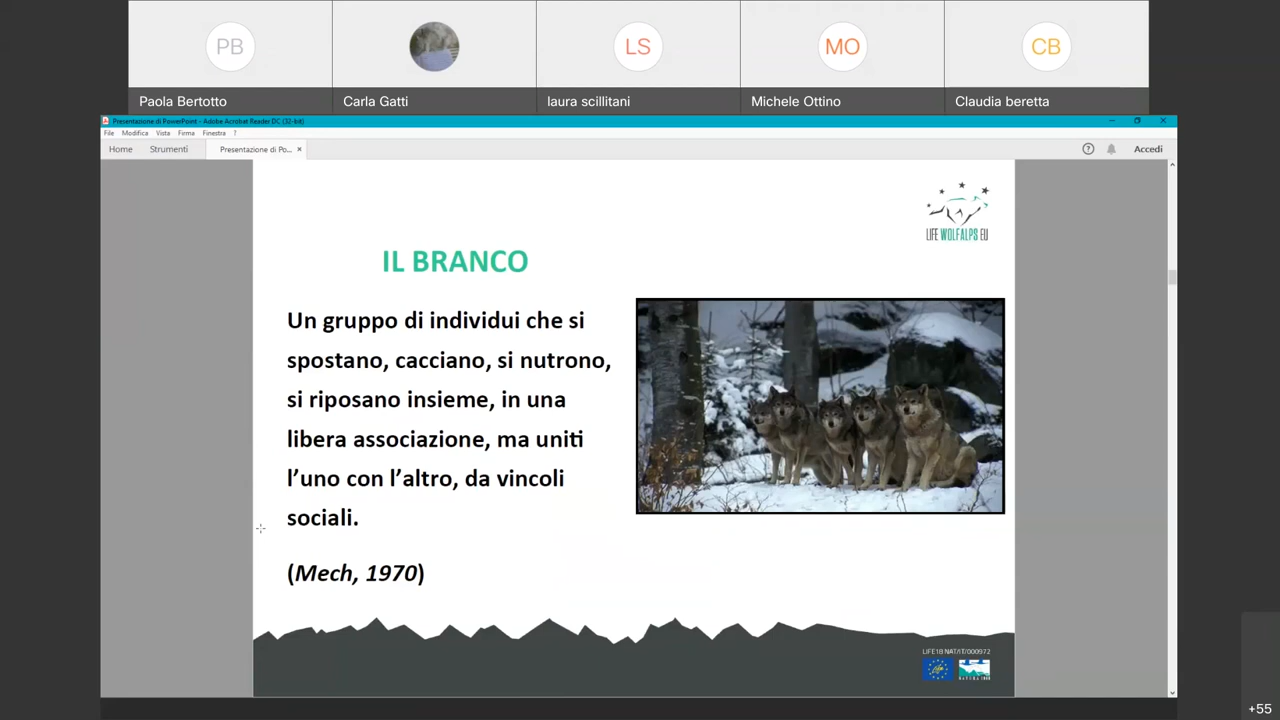 PB
LS
MO
CB
Paola Bertotto
Carla Gatti
laura scillitani
Michele Ottino
Claudia beretta
Presentazione di PowerPoint - Adobe Acrobat Reader DC (32-bit)
File Modifica Vista Firma Finestra ?
Home Strumenti Presentazione di Po... × Accedi
LIFE WOLFALPS EU
IL BRANCO
Un gruppo di individui che si
spostano, cacciano, si nutrono,
si riposano insieme, in una
libera associazione, ma uniti
l’uno con l’altro, da vincoli
sociali.
(Mech, 1970)
LIFE18 NAT/IT/000972
+55